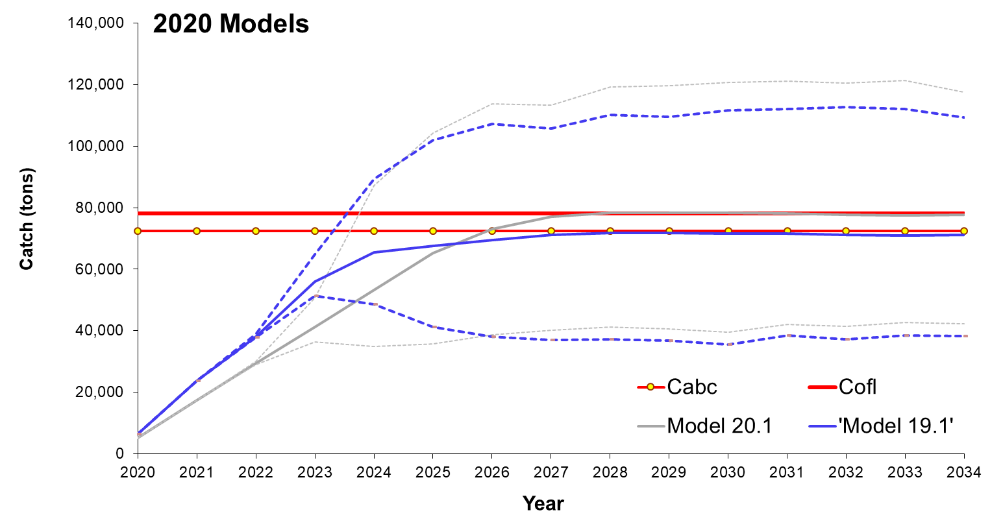 2020 Models
140,000
120,000
100,000
80,000
60,000
40,000
20,000
0
Catch (tons)
2020 2021 2022 2023 2024 2025 2026 2027 2028 2029 2030 2031 2032 2033 2034
Year
Cabc Cofl
Model 20.1 'Model 19.1'